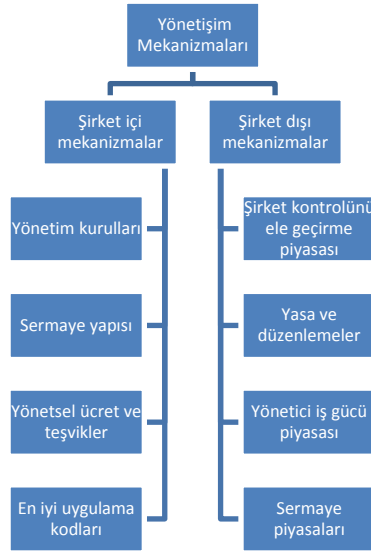 Yönetişim
Mekanizmaları
Şirket içi
mekanizmalar
Şirket dışı
mekanizmalar
Yönetim kurulları
Şirket kontrolünü
ele geçirme
piyasası
Sermaye yapısı
Yasa ve
düzenlemeler
Yönetsel ücret ve
teşvikler
Yönetici iş gücü
piyasası
En iyi uygulama
kodları
Sermaye
piyasaları